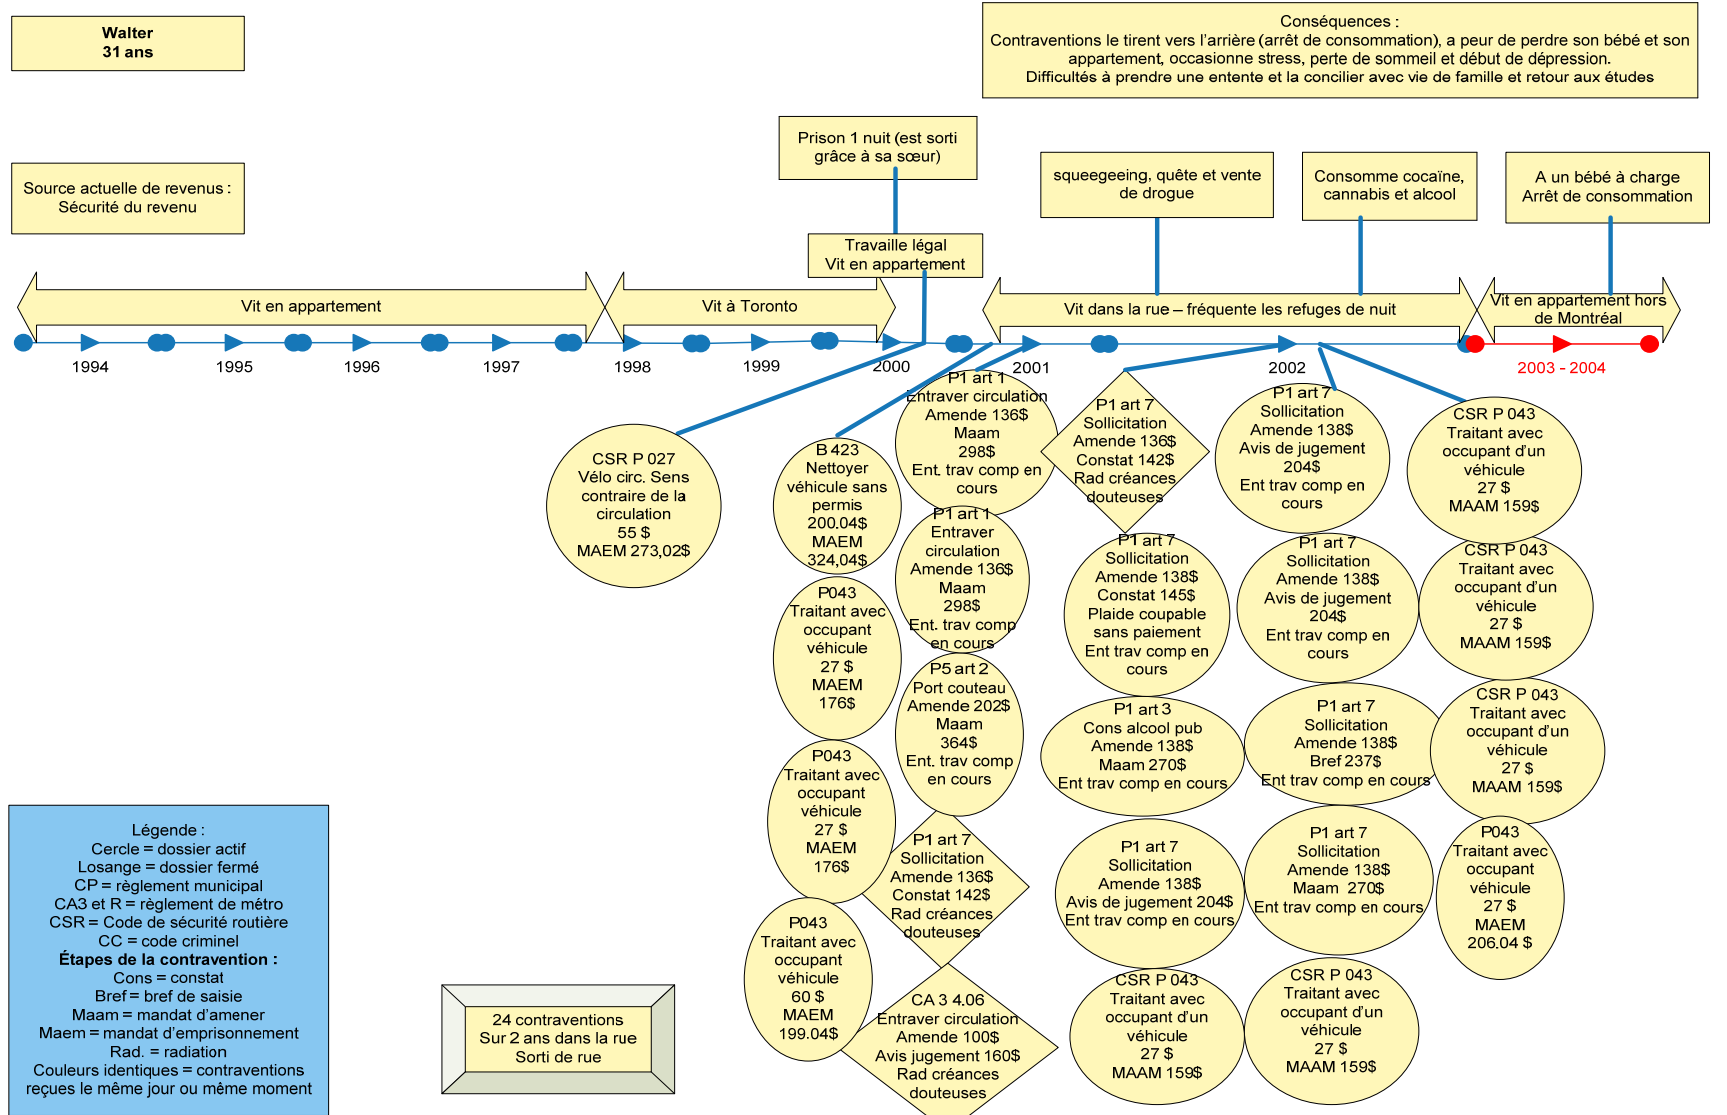 Walter
31 ans
Conséquences :
Contraventions le tirent vers l'arrière (arrêt de consommation), a peur de perdre son bébé et son
appartement, occasionne stress, perte de sommeil et début de dépression.
Difficultés à prendre une entente et la concilier avec vie de famille et retour aux études
Prison 1 nuit (est sorti
grâce à sa sœur)
Source actuelle de revenus :
Sécurité du revenu
squeegeeing, quête et vente
de drogue
Consomme cocaïne,
cannabis et alcool
A un bébé à charge
Arrêt de consommation
Travaille légal
Vit en appartement
Vit en appartement
Vit à Toronto
Vit dans la rue – fréquente les refuges de nuit
Vit en appartement hors
de Montréal
1994
1995
1996
1997
1998
1999
2000
2001
2002
2003 - 2004
CSR P 027
Vélo circ. Sens
contraire de la
circulation
55 $
MAEM 273,02$
B 423
Nettoyer
véhicule sans
permis
200.04$
MAEM
324,04$
P043
Traitant avec
occupant
véhicule
27 $
MAEM
176$
P043
Traitant avec
occupant
véhicule
27 $
MAEM
176$
P043
Traitant avec
occupant
véhicule
60 $
MAEM
199.04$
P1 art 1
Entraver circulation
Amende 136$
Maam
298$
Ent. trav comp en
cours
P1 art 1
Entraver
circulation
Amende 136$
Maam
298$
Ent. trav comp
en cours
P5 art 2
Port couteau
Amende 202$
Maam
364$
Ent. trav comp
en cours
P1 art 7
Sollicitation
Amende 136$
Constat 142$
Rad créances
douteuses
CA 3 4.06
Entraver circulation
Amende 100$
Avis jugement 160$
Rad créances
douteuses
P1 art 7
Sollicitation
Amende 136$
Constat 142$
Rad créances
douteuses
P1 art 7
Sollicitation
Amende 138$
Constat 145$
Plaide coupable
sans paiement
Ent trav comp en
cours
P1 art 3
Cons alcool pub
Amende 138$
Maam 270$
Ent trav comp en cours
P1 art 7
Sollicitation
Amende 138$
Avis de jugement 204$
Ent trav comp en cours
CSR P 043
Traitant avec
occupant d'un
véhicule
27 $
MAAM 159$
P1 art 7
Sollicitation
Amende 138$
Avis de jugement
204$
Ent trav comp en
cours
P1 art 7
Sollicitation
Amende 138$
Avis de jugement
204$
Ent trav comp en
cours
P1 art 7
Sollicitation
Amende 138$
Bref 237$
Ent trav comp en cours
P1 art 7
Sollicitation
Amende 138$
Maam 270$
Ent trav comp en cours
CSR P 043
Traitant avec
occupant d'un
véhicule
27 $
MAAM 159$
CSR P 043
Traitant avec
occupant d'un
véhicule
27 $
MAAM 159$
CSR P 043
Traitant avec
occupant d'un
véhicule
27 $
MAAM 159$
CSR P 043
Traitant avec
occupant d'un
véhicule
27 $
MAAM 159$
P043
Traitant avec
occupant
véhicule
27 $
MAEM
206.04 $
Légende :
Cercle = dossier actif
Losange = dossier fermé
CP = règlement municipal
CA3 et R = règlement de métro
CSR = Code de sécurité routière
CC = code criminel
Étapes de la contravention :
Cons = constat
Bref = bref de saisie
Maam = mandat d'amener
Maem = mandat d'emprisonnement
Rad. = radiation
Couleurs identiques = contraventions
reçues le même jour ou même moment
24 contraventions
Sur 2 ans dans la rue
Sorti de rue